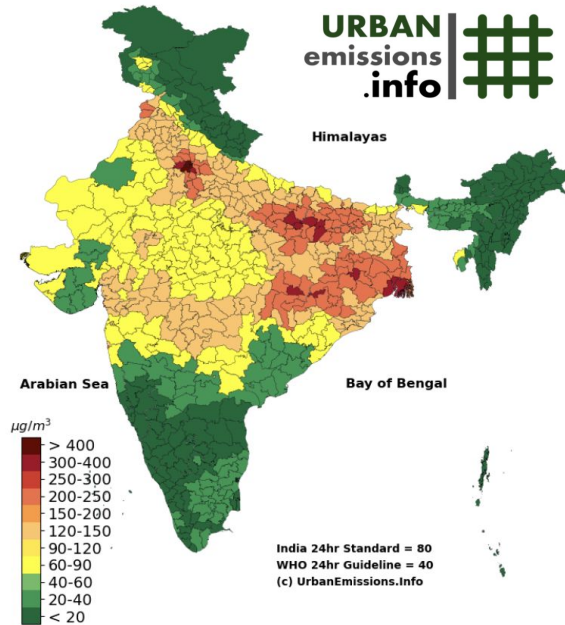 URBAN
emissions
.info
Himalayas
Arabian Sea
Bay of Bengal
µg/m³
> 400
300-400
250-300
200-250
150-200
120-150
90-120
60-90
40-60
20-40
< 20
India 24hr Standard = 80
WHO 24hr Guideline = 40
(c) UrbanEmissions.Info